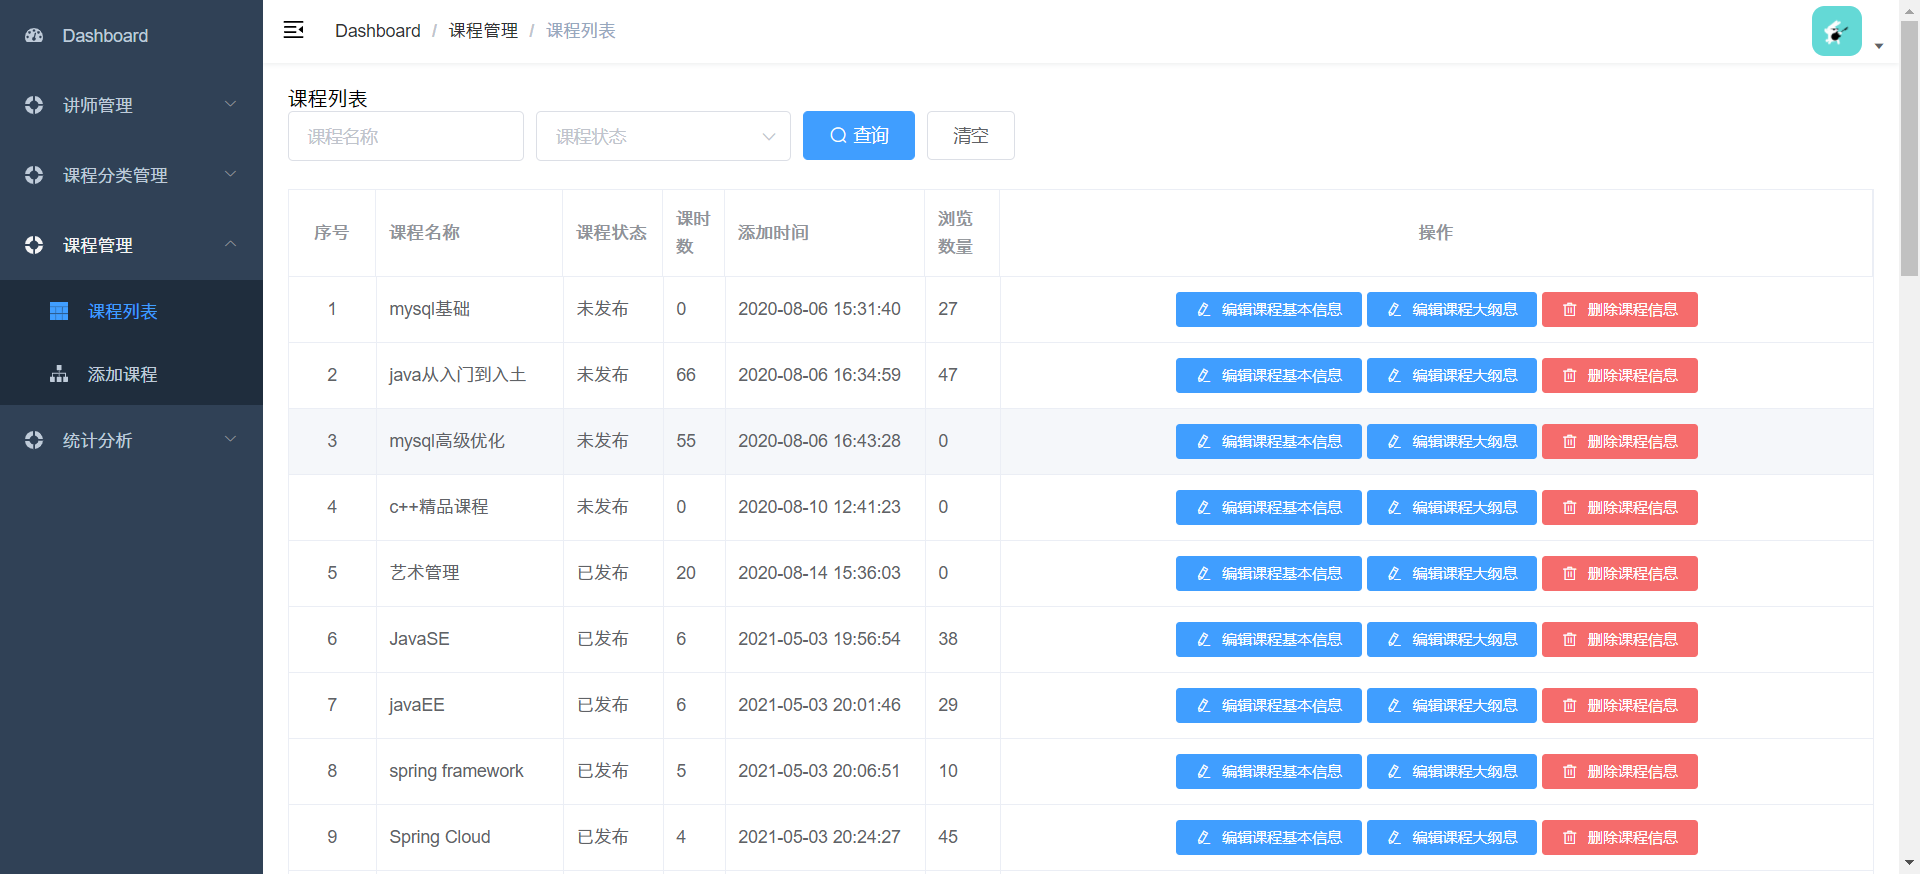 Dashboard
讲师管理
课程分类管理
课程管理
课程列表
添加课程
统计分析
Dashboard / 课程管理 / 课程列表
课程列表
课程名称 课程状态 查询 清空
序号 课程名称 课程状态 课时数 添加时间 浏览数量 操作
1 mysql基础 未发布 0 2020-08-06 15:31:40 27 编辑课程基本信息 编辑课程大纲息 删除课程信息
2 java从入门到入土 未发布 66 2020-08-06 16:34:59 47 编辑课程基本信息 编辑课程大纲息 删除课程信息
3 mysql高级优化 未发布 55 2020-08-06 16:43:28 0 编辑课程基本信息 编辑课程大纲息 删除课程信息
4 c++精品课程 未发布 0 2020-08-10 12:41:23 0 编辑课程基本信息 编辑课程大纲息 删除课程信息
5 艺术管理 已发布 20 2020-08-14 15:36:03 0 编辑课程基本信息 编辑课程大纲息 删除课程信息
6 JavaSE 已发布 6 2021-05-03 19:56:54 38 编辑课程基本信息 编辑课程大纲息 删除课程信息
7 javaEE 已发布 6 2021-05-03 20:01:46 29 编辑课程基本信息 编辑课程大纲息 删除课程信息
8 spring framework 已发布 5 2021-05-03 20:06:51 10 编辑课程基本信息 编辑课程大纲息 删除课程信息
9 Spring Cloud 已发布 4 2021-05-03 20:24:27 45 编辑课程基本信息 编辑课程大纲息 删除课程信息